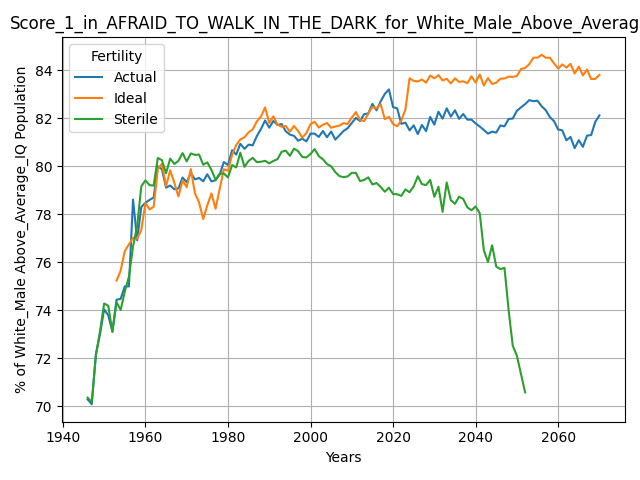 Score_1_in_AFRAID_TO_WALK_IN_THE_DARK_for_White_Male_Above_Averag
Fertility
Actual
Ideal
Sterile
% of White_Male Above_Average_IQ Population
84
82
80
78
76
74
72
70
1940
1960
1980
2000
2020
2040
2060
Years